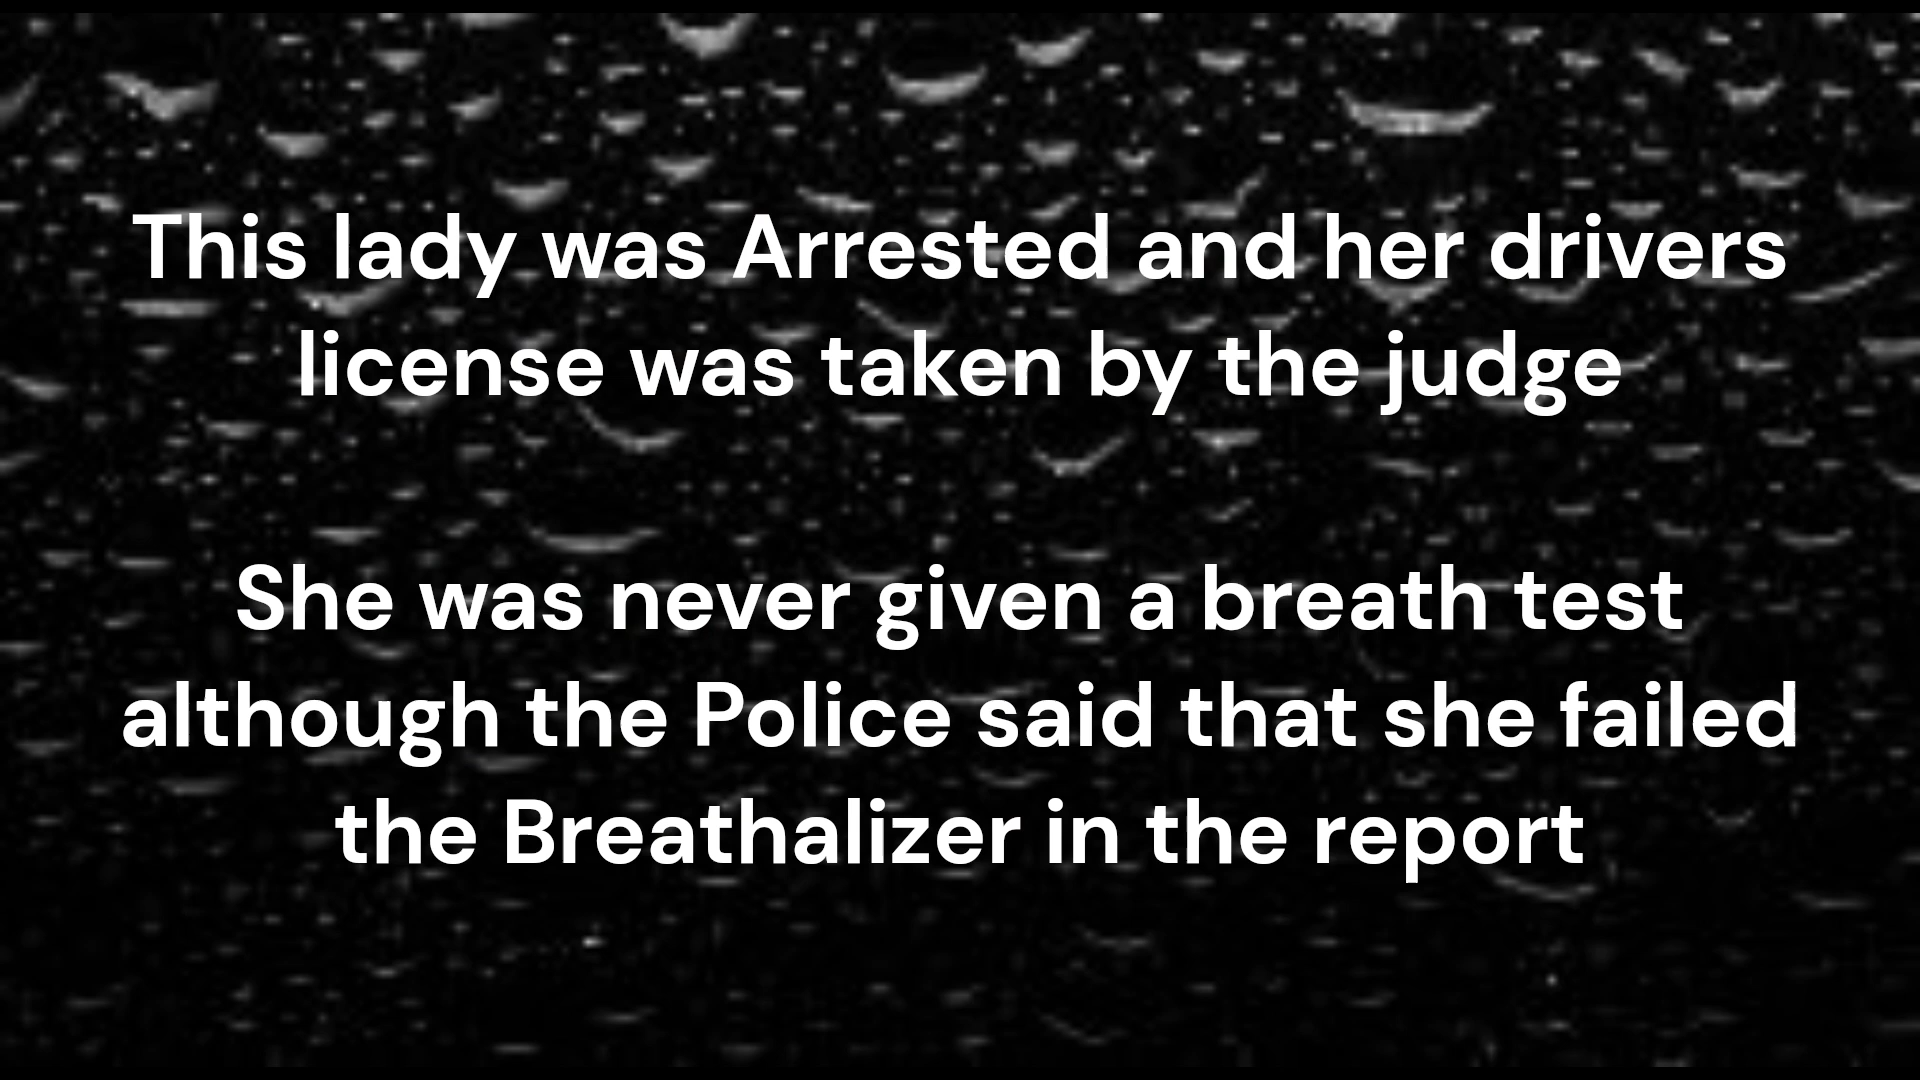 This lady was Arrested and her drivers
license was taken by the judge
She was never given a breath test
although the Police said that she failed
the Breathalizer in the report